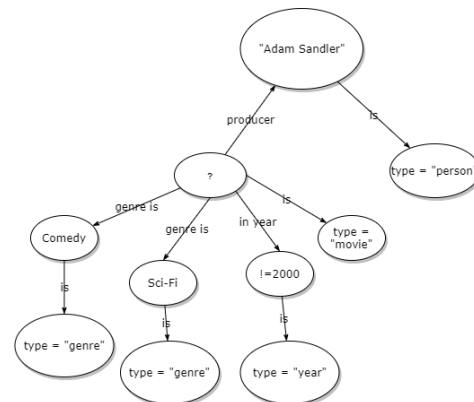 "Adam Sandler"
producer
is
type = "person"
?
genre is
genre is
in year
is
Comedy
type =
"movie"
Sci-Fi
!=2000
is
is
is
type = "genre"
type = "genre"
type = "year"